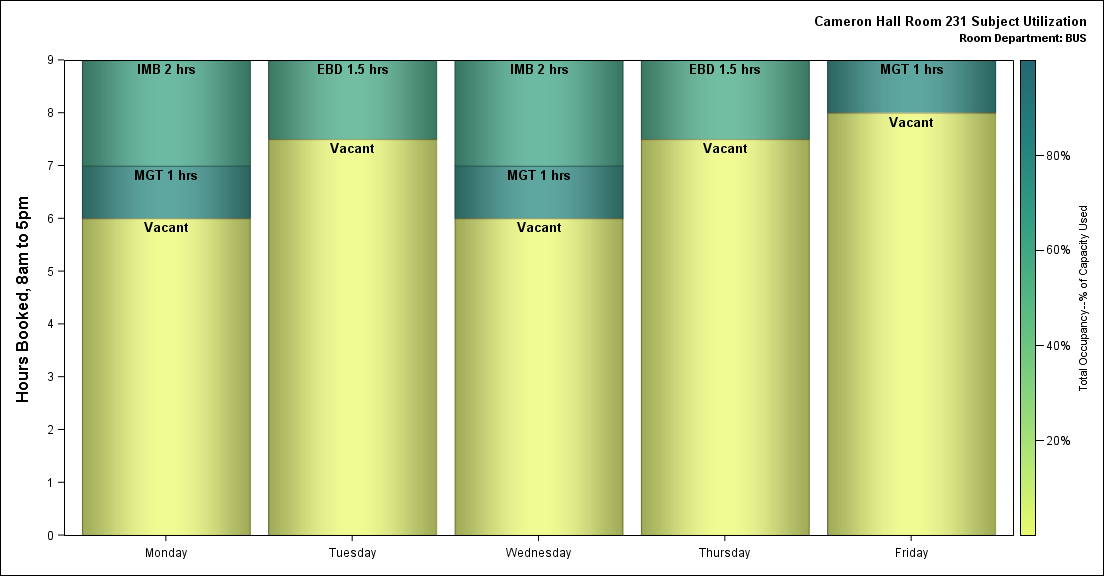 Cameron Hall Room 231 Subject Utilization
Room Department: BUS
Hours Booked, 8am to 5pm
9
8
7
6
5
4
3
2
1
0
IMB 2 hrs
MGT 1 hrs
Vacant
EBD 1.5 hrs
Vacant
IMB 2 hrs
MGT 1 hrs
Vacant
EBD 1.5 hrs
Vacant
MGT 1 hrs
Vacant
Monday
Tuesday
Wednesday
Thursday
Friday
80%
60%
40%
20%
Total Occupancy--% of Capacity Used